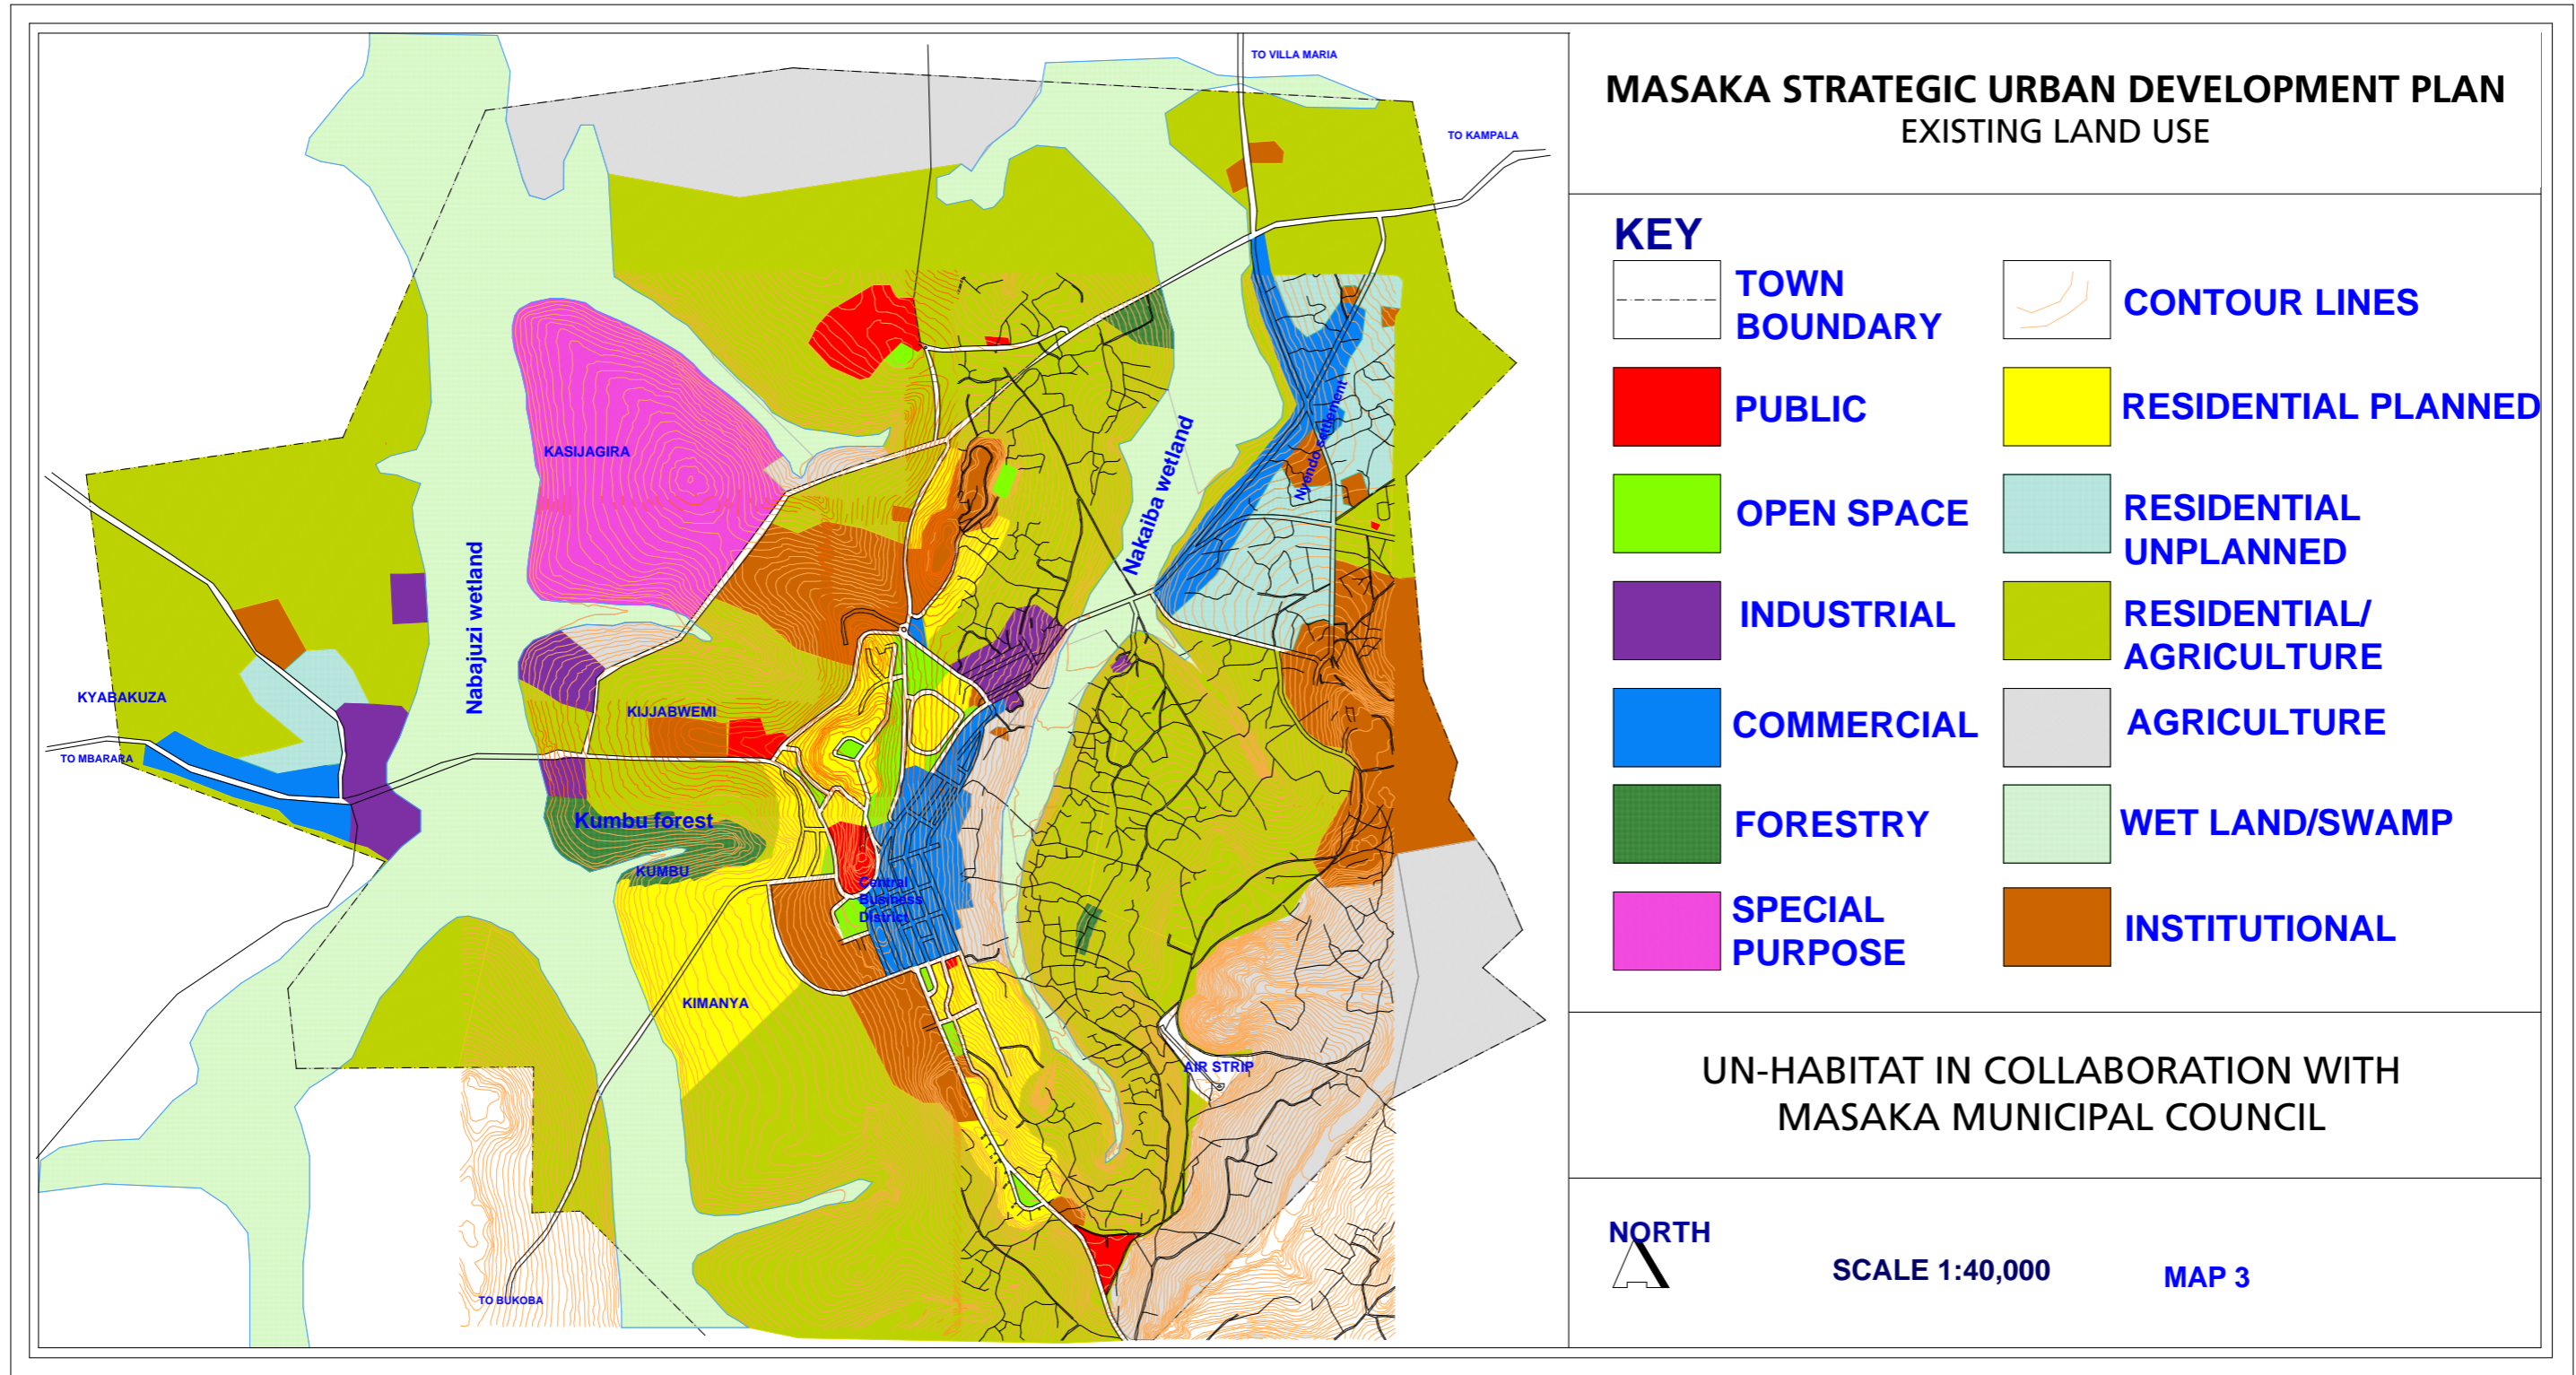 MASAKA STRATEGIC URBAN DEVELOPMENT PLAN
EXISTING LAND USE
KEY
TOWN
BOUNDARY
CONTOUR LINES
PUBLIC
RESIDENTIAL PLANNED
OPEN SPACE
RESIDENTIAL
UNPLANNED
INDUSTRIAL
RESIDENTIAL/
AGRICULTURE
COMMERCIAL
AGRICULTURE
FORESTRY
WET LAND/SWAMP
SPECIAL
PURPOSE
INSTITUTIONAL
UN-HABITAT IN COLLABORATION WITH
MASAKA MUNICIPAL COUNCIL
NORTH
SCALE 1:40,000
MAP 3
TO VILLA MARIA
TO KAMPALA
KASIJAGIRA
Nyendo settlement
Nakaiba wetland
Nabajuzi wetland
KYABAKUZA
KIJJABWEMI
TO MBARARA
Kumbu forest
KUMBU
Central
Business
District
KIMANYA
AIR STRIP
TO BUKOBA